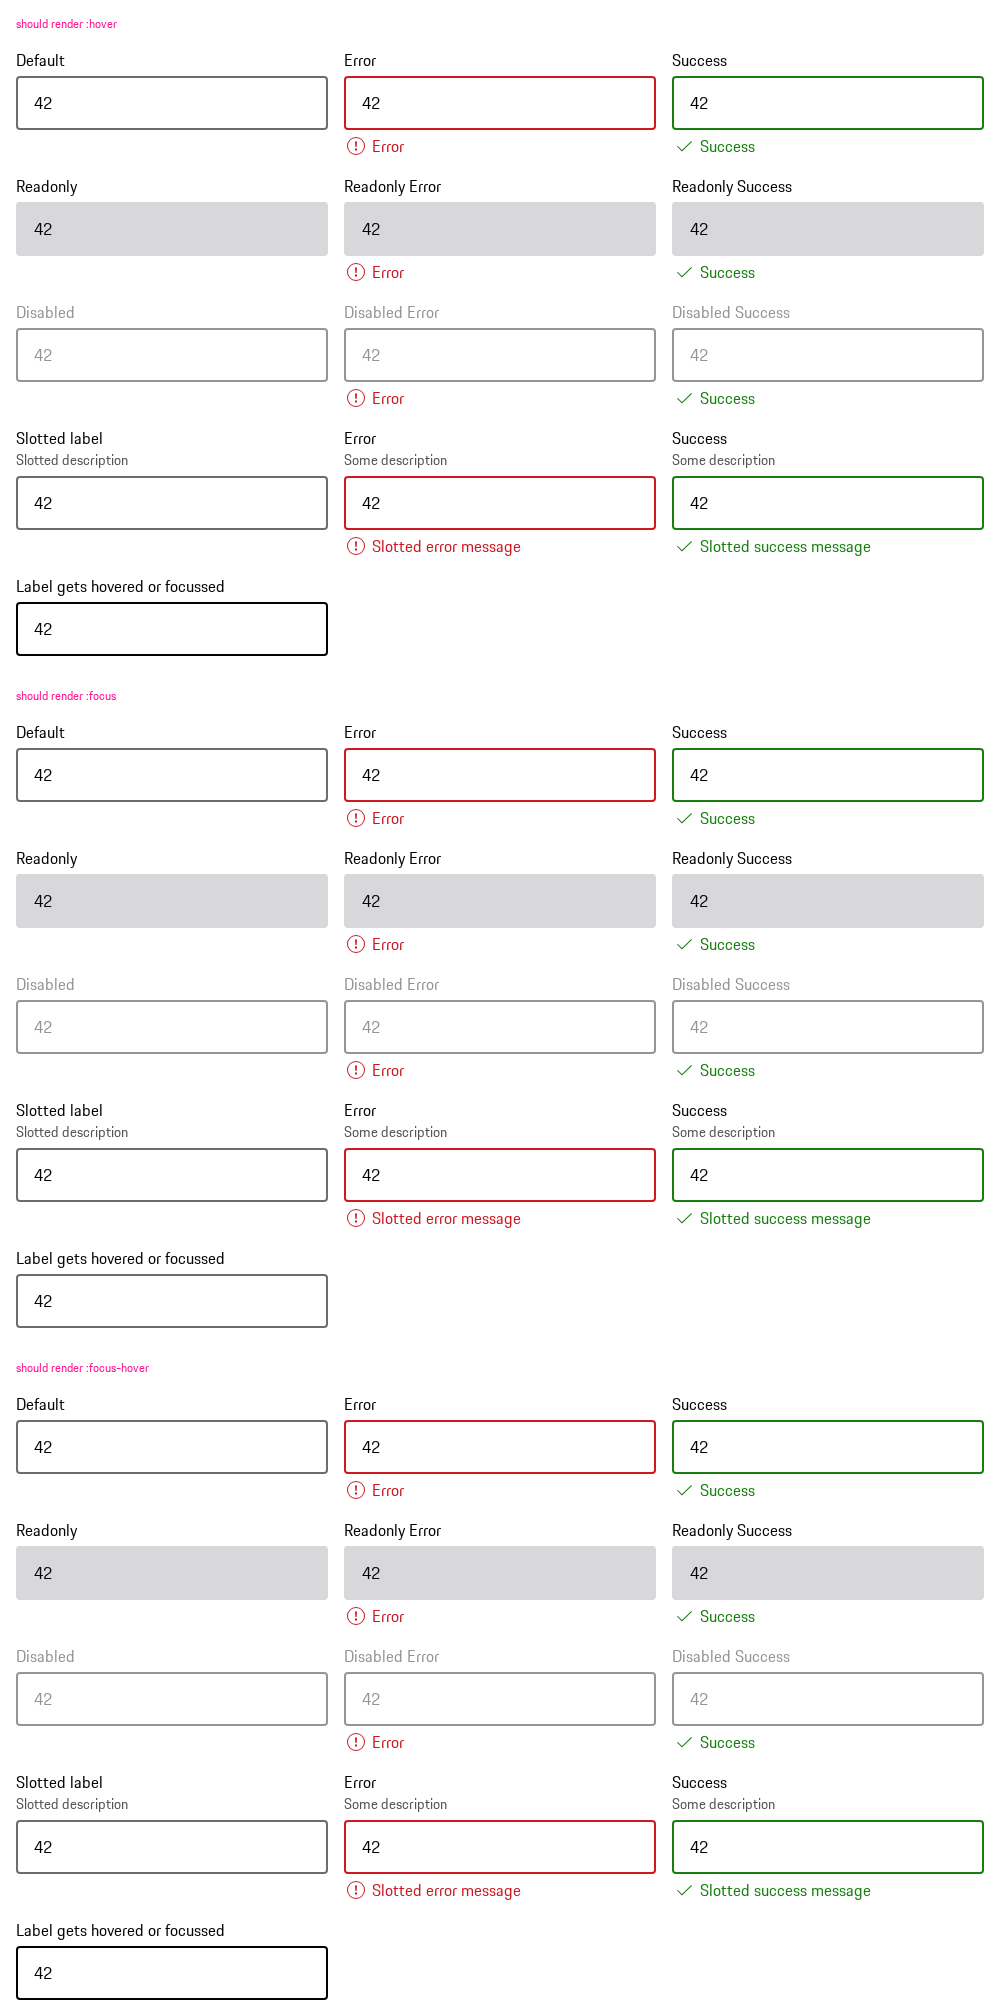 should render :hover
Default Error Success
42 42 42
Error Success
Readonly Readonly Error Readonly Success
42 42 42
Error Success
Disabled Disabled Error Disabled Success
42 42 42
Error Success
Slotted label Error Success
Slotted description Some description Some description
42 42 42
Slotted error message Slotted success message
Label gets hovered or focussed
42
should render :focus
Default Error Success
42 42 42
Error Success
Readonly Readonly Error Readonly Success
42 42 42
Error Success
Disabled Disabled Error Disabled Success
42 42 42
Error Success
Slotted label Error Success
Slotted description Some description Some description
42 42 42
Slotted error message Slotted success message
Label gets hovered or focussed
42
should render :focus-hover
Default Error Success
42 42 42
Error Success
Readonly Readonly Error Readonly Success
42 42 42
Error Success
Disabled Disabled Error Disabled Success
42 42 42
Error Success
Slotted label Error Success
Slotted description Some description Some description
42 42 42
Slotted error message Slotted success message
Label gets hovered or focussed
42